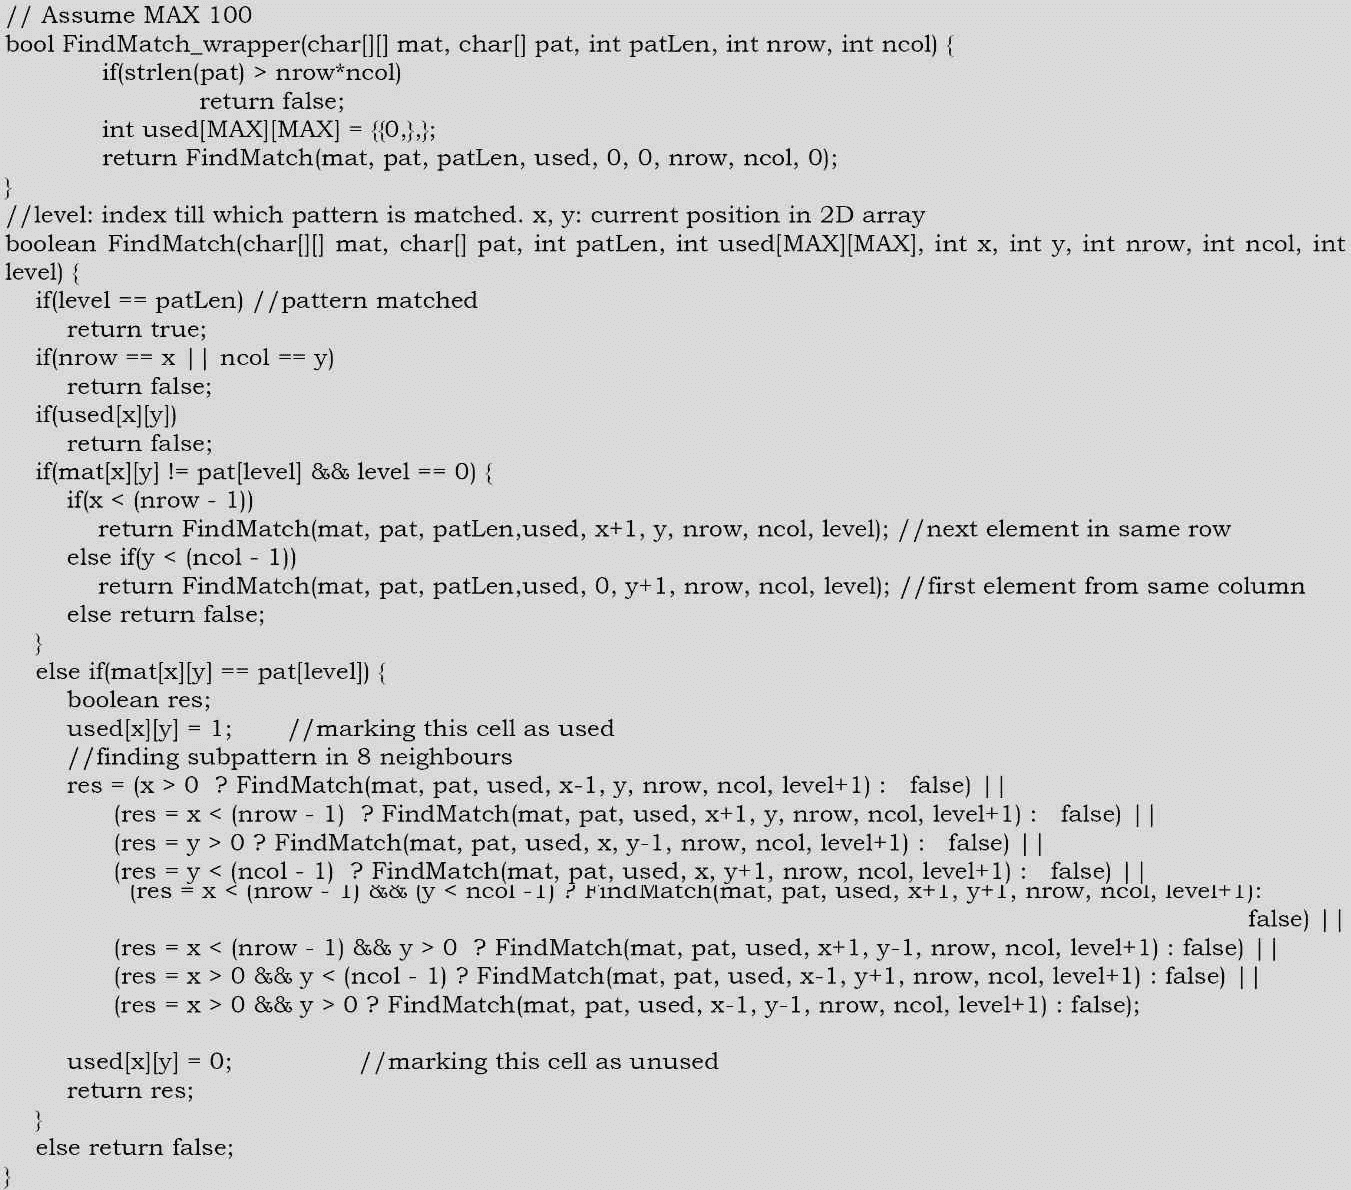 // Assume MAX 100
bool FindMatch_wrapper(char[][] mat, char[] pat, int patLen, int nrow, int ncol) {
if(strlen(pat) > nrow*ncol)
return false;
int used[MAX][MAX] = {{0,},};
return FindMatch(mat, pat, patLen, used, 0, 0, nrow, ncol, 0);
}
//level: index till which pattern is matched. x, y: current position in 2D array
boolean FindMatch(char[][] mat, char[] pat, int patLen, int used[MAX][MAX], int x, int y, int nrow, int ncol, int
level) {
if(level == patLen) //pattern matched
return true;
if(nrow == x || ncol == y)
return false;
if(used[x][y])
return false;
if(mat[x][y] != pat[level] && level == 0) {
if(x < (nrow - 1))
return FindMatch(mat, pat, patLen,used, x+1, y, nrow, ncol, level); //next element in same row
else if(y < (ncol - 1))
return FindMatch(mat, pat, patLen,used, 0, y+1, nrow, ncol, level); //first element from same column
else return false;
}
else if(mat[x][y] == pat[level]) {
boolean res;
used[x][y] = 1; //marking this cell as used
//finding subpattern in 8 neighbours
res = (x > 0 ? FindMatch(mat, pat, used, x-1, y, nrow, ncol, level+1) : false) ||
(res = x < (nrow - 1) ? FindMatch(mat, pat, used, x+1, y, nrow, ncol, level+1) : false) ||
(res = y > 0 ? FindMatch(mat, pat, used, x, y-1, nrow, ncol, level+1) : false) ||
(res = y < (ncol - 1) ? FindMatch(mat, pat, used, x, y+1, nrow, ncol, level+1) : false) ||
(res = x < (nrow - 1) && (y < ncol -1) ? FindMatch(mat, pat, used, x+1, y+1, nrow, ncol, level+1):
false) ||
(res = x < (nrow - 1) && y > 0 ? FindMatch(mat, pat, used, x+1, y-1, nrow, ncol, level+1) : false) ||
(res = x > 0 && y < (ncol - 1) ? FindMatch(mat, pat, used, x-1, y+1, nrow, ncol, level+1) : false) ||
(res = x > 0 && y > 0 ? FindMatch(mat, pat, used, x-1, y-1, nrow, ncol, level+1) : false);
used[x][y] = 0; //marking this cell as unused
return res;
}
else return false;
}